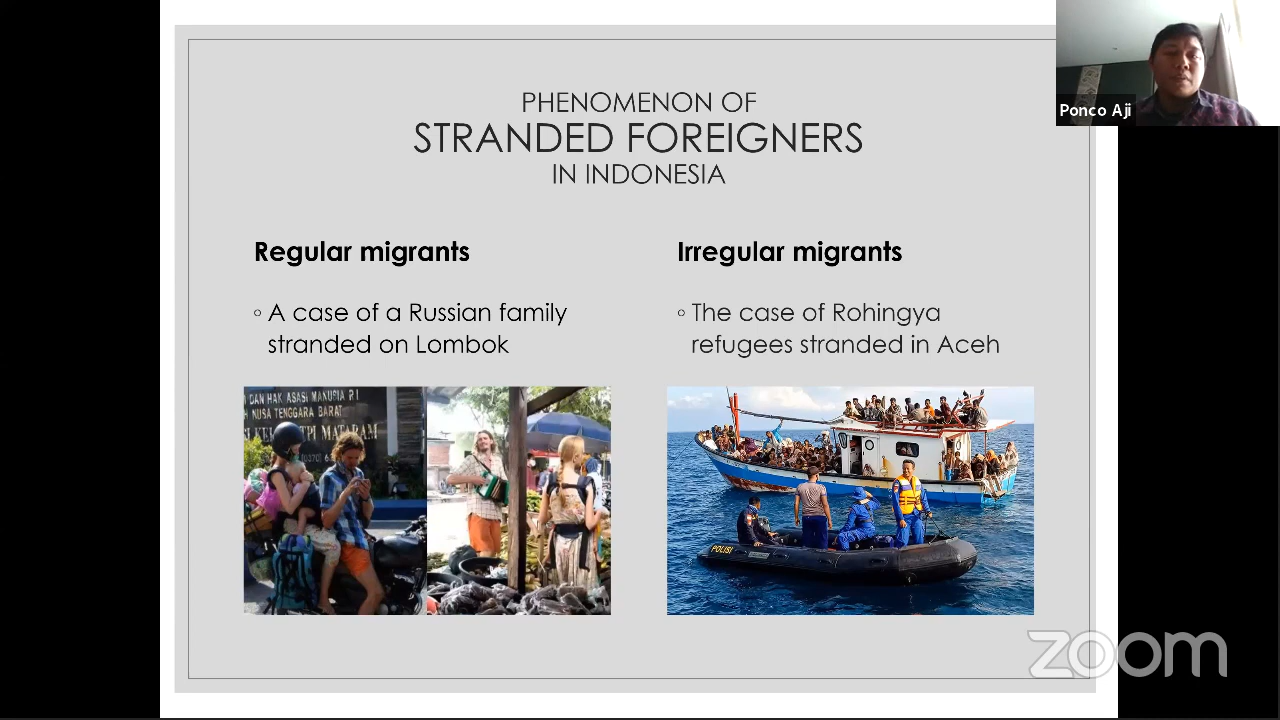 PHENOMENON OF
STRANDED FOREIGNERS
IN INDONESIA
Ponco Aji
Regular migrants
◦ A case of a Russian family
stranded on Lombok
Irregular migrants
◦ The case of Rohingya
refugees stranded in Aceh
DAN HAK ASASI MANUSIA RI
NUSA TENGGARA BARAT
TPI MATARAM
POLISI
zoom